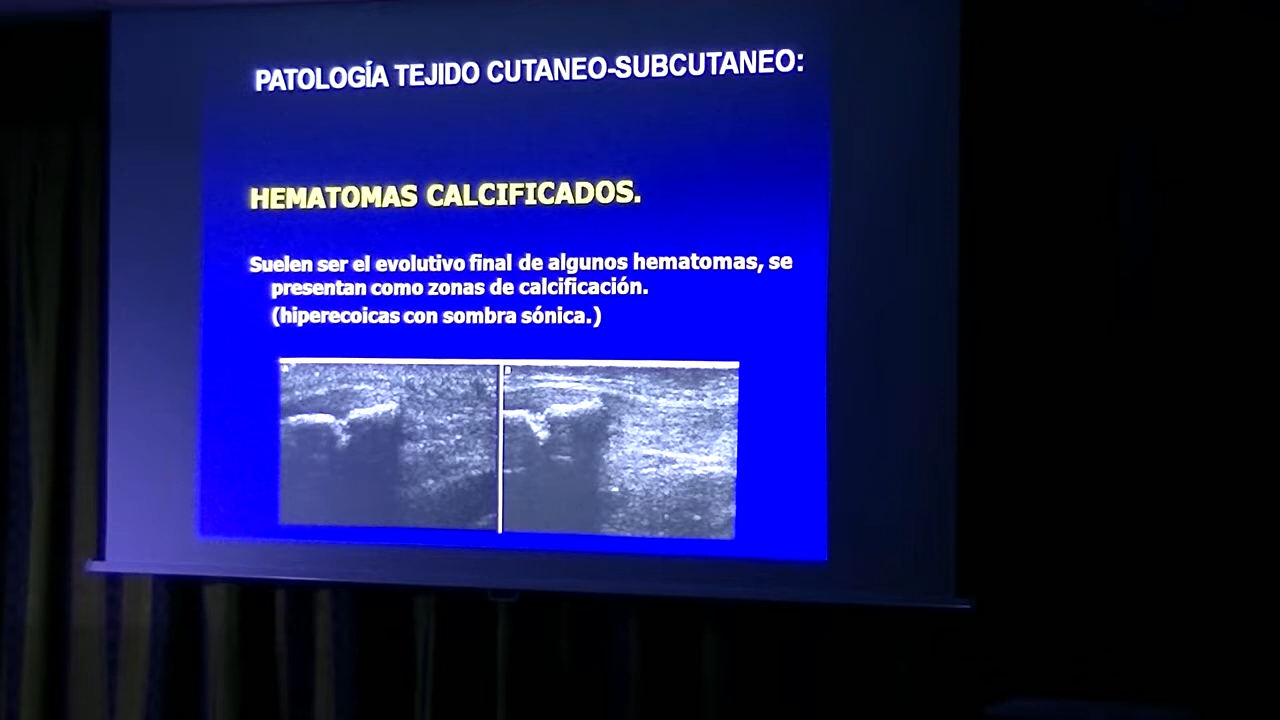 PATOLOGÍA TEJIDO CUTANEO-SUBCUTANEO:
HEMATOMAS CALCIFICADOS.
Suelen ser el evolutivo final de algunos hematomas, se
presentan como zonas de calcificación.
(hiperecoicas con sombra sónica.)